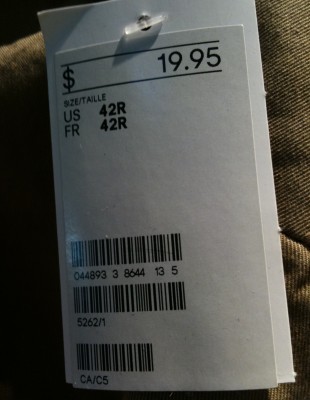 $ 19.95
SIZE/TAILLE
US 42R
FR 42R
044893 3 8644 13 5
5262/1
CA/C5